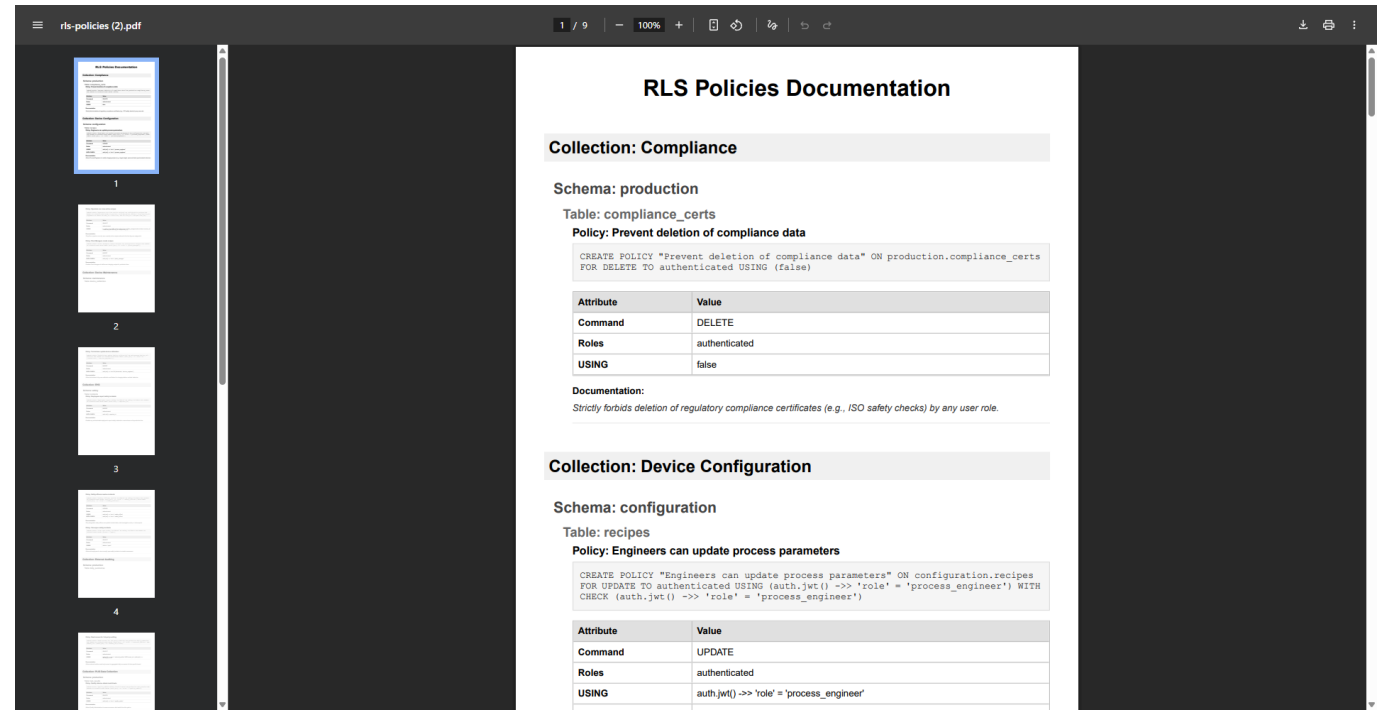 rls-policies (2).pdf
1 / 9
100%
RLS Policies Documentation
Collection: Compliance
Schema: production
Table: compliance_certs
Policy: Prevent deletion of compliance data
CREATE POLICY "Prevent deletion of compliance data" ON production.compliance_certs
FOR DELETE TO authenticated USING (false)
Attribute Value
Command DELETE
Roles authenticated
USING false
Documentation:
Strictly forbids deletion of regulatory compliance certificates (e.g., ISO safety checks) by any user role.
Collection: Device Configuration
Schema: configuration
Table: recipes
Policy: Engineers can update process parameters
CREATE POLICY "Engineers can update process parameters" ON configuration.recipes
FOR UPDATE TO authenticated USING (auth.jwt() ->> 'role' = 'process_engineer') WITH
CHECK (auth.jwt() ->> 'role' = 'process_engineer')
Attribute Value
Command UPDATE
Roles authenticated
USING auth.jwt() ->> 'role' = 'process_engineer'
1
2
3
4